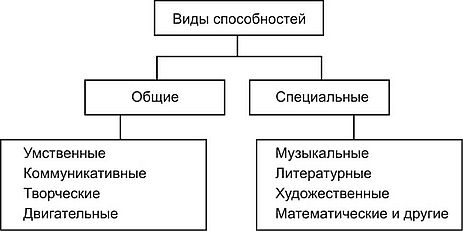 Виды способностей
Общие
Специальные
Умственные
Коммуникативные
Творческие
Двигательные
Музыкальные
Литературные
Художественные
Математические и другие